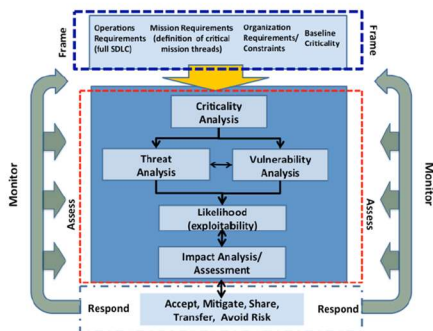 Frame
Operations
Requirements
(full SDLC)
Mission Requirements
(definition of critical
mission threads)
Organization
Requirements/
Constraints
Baseline
Criticality
Frame
Criticality
Analysis
Threat
Analysis
Vulnerability
Analysis
Likelihood
(exploitability)
Impact Analysis/
Assessment
Monitor
Assess
Assess
Monitor
Respond
Accept, Mitigate, Share,
Transfer, Avoid Risk
Respond